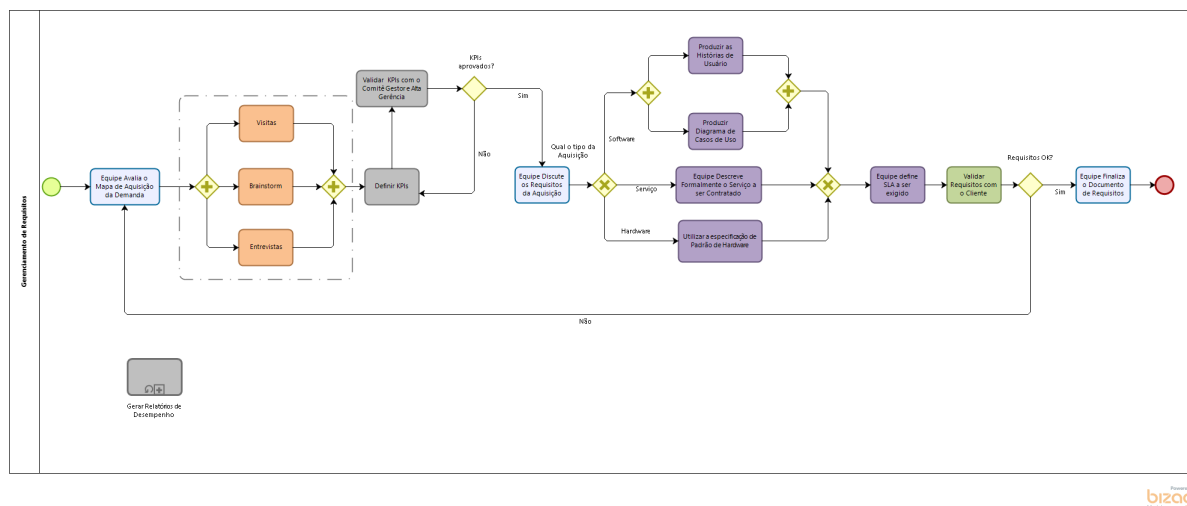 Gerenciamento de Requisitos
Equipe Avalia o
Mapa de Aquisição
da Demanda
Visitas
Brainstorm
Entrevistas
Validar KPIs com o
Comitê Gestor e Alta
Gerência
Definir KPIs
KPIs
aprovados?
Sim
Não
Equipe Discute
os Requisitos
da Aquisição
Qual o tipo da
Aquisição
Software
Serviço
Hardware
Produzir as
Histórias de
Usuário
Produzir
Diagrama de
Casos de Uso
Equipe Descreve
Formalmente o Serviço a
ser Contratado
Utilizar a especificação de
Padrão de Hardware
Equipe define
SLA a ser
exigido
Validar
Requisitos com
o Cliente
Requisitos OK?
Sim
Não
Equipe Finaliza
o Documento
de Requisitos
Gerar Relatórios de
Desempenho
Powere
bizag